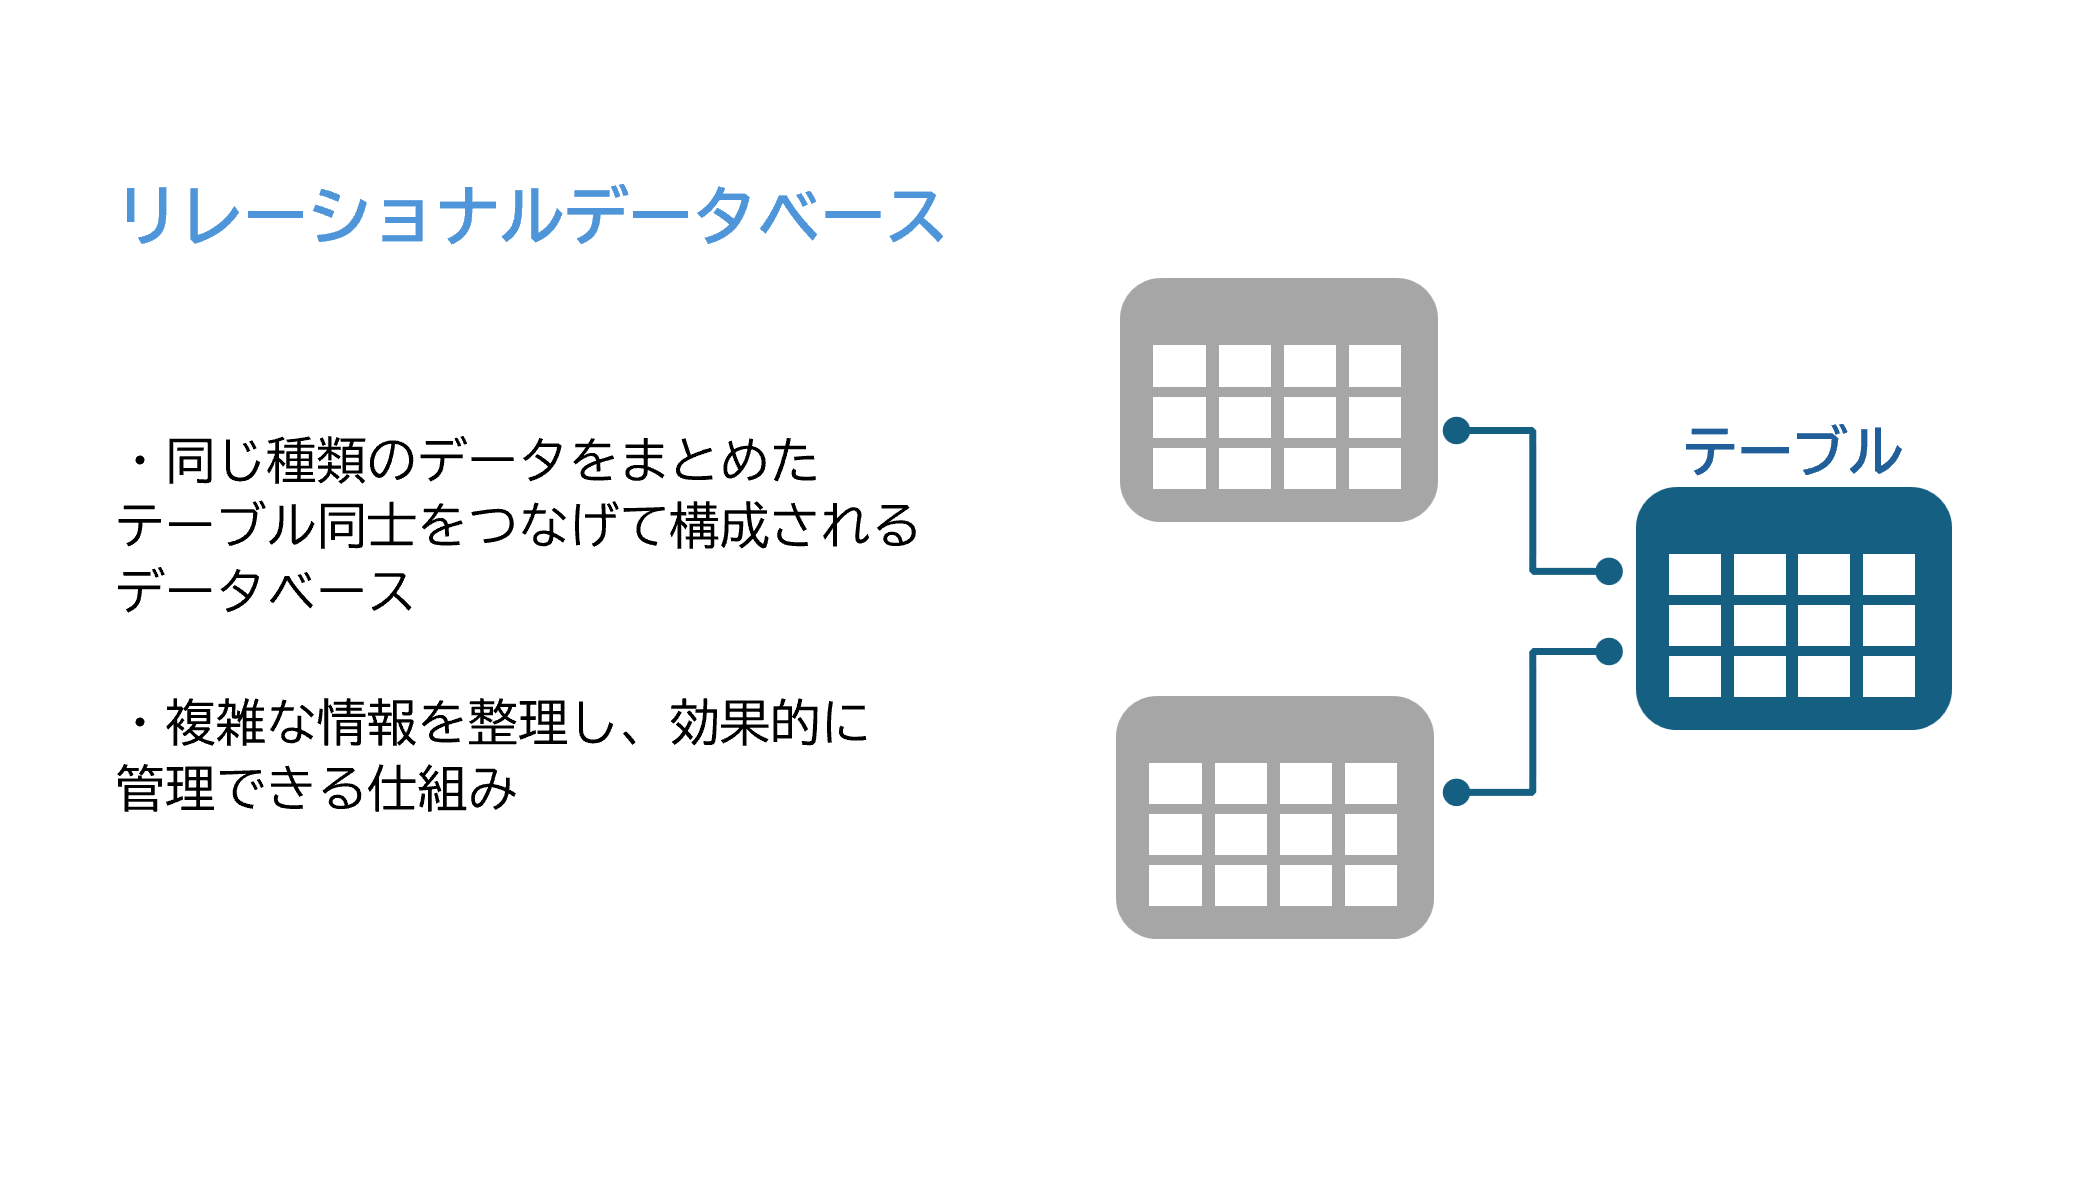 リレーショナルデータベース
・同じ種類のデータをまとめた
テーブル同士をつなげて構成される
データベース
・複雑な情報を整理し、効果的に
管理できる仕組み
テーブル